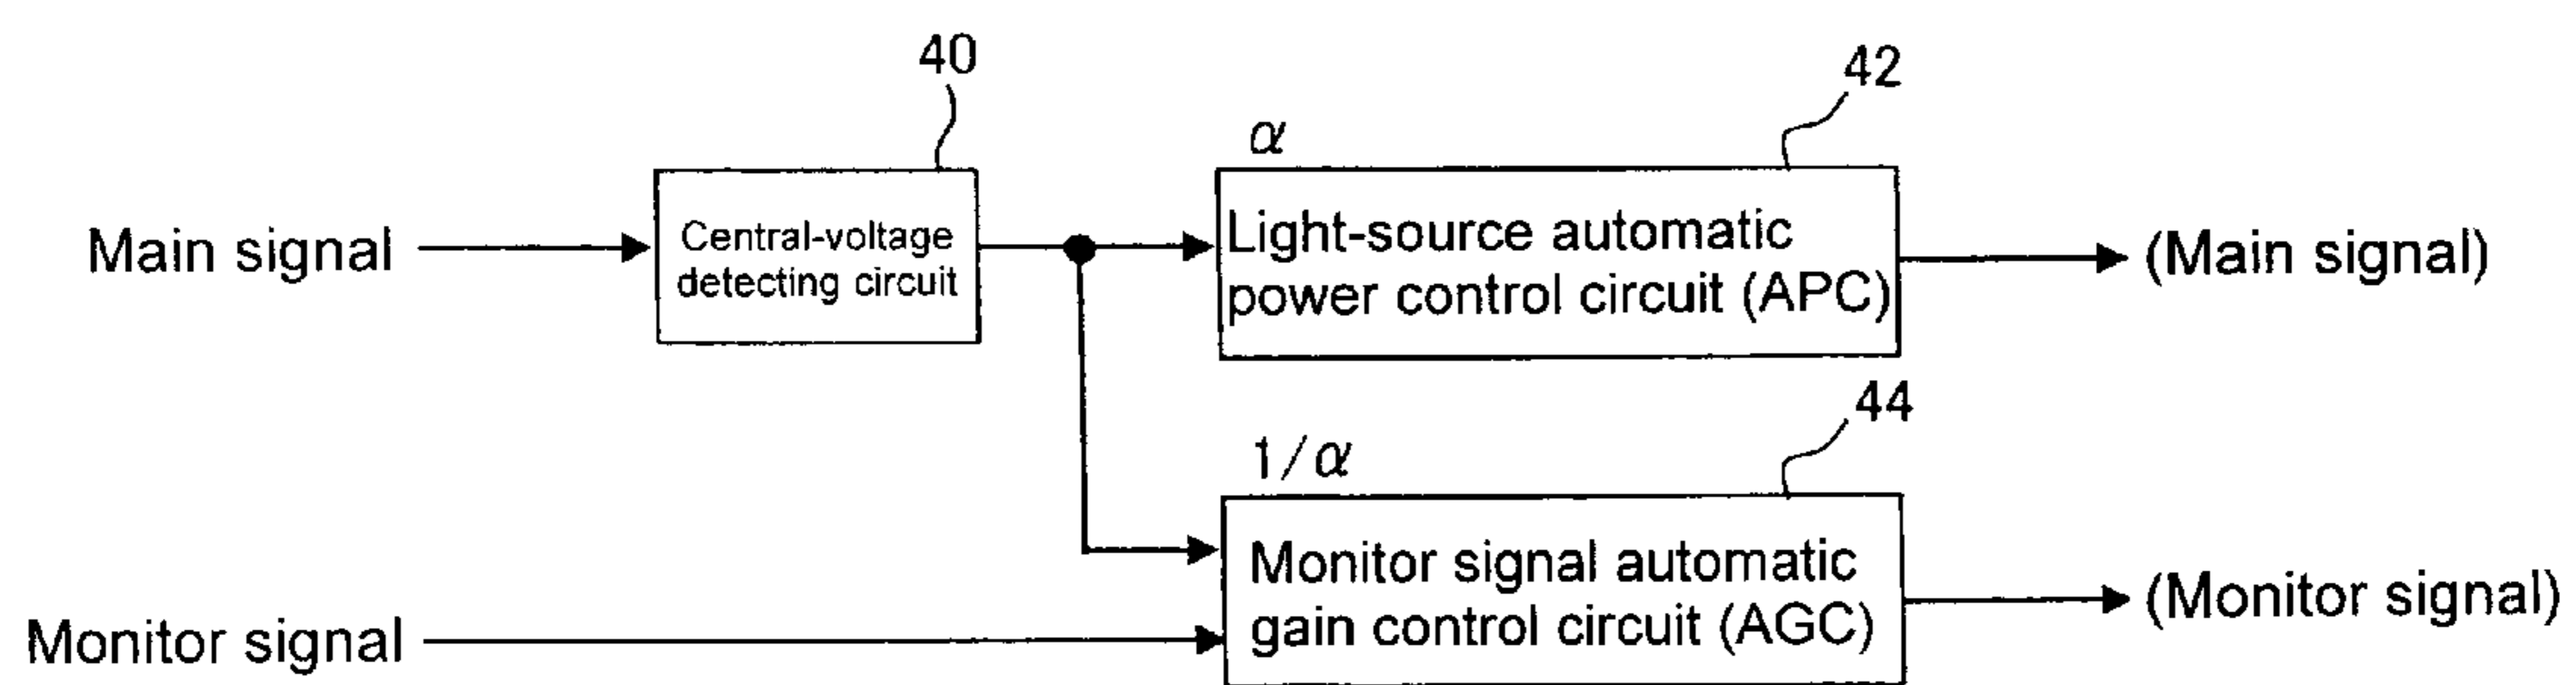 40
42
α
Main signal
Central-voltage
detecting circuit
Light-source automatic
power control circuit (APC)
(Main signal)
44
1/α
Monitor signal
Monitor signal automatic
gain control circuit (AGC)
(Monitor signal)